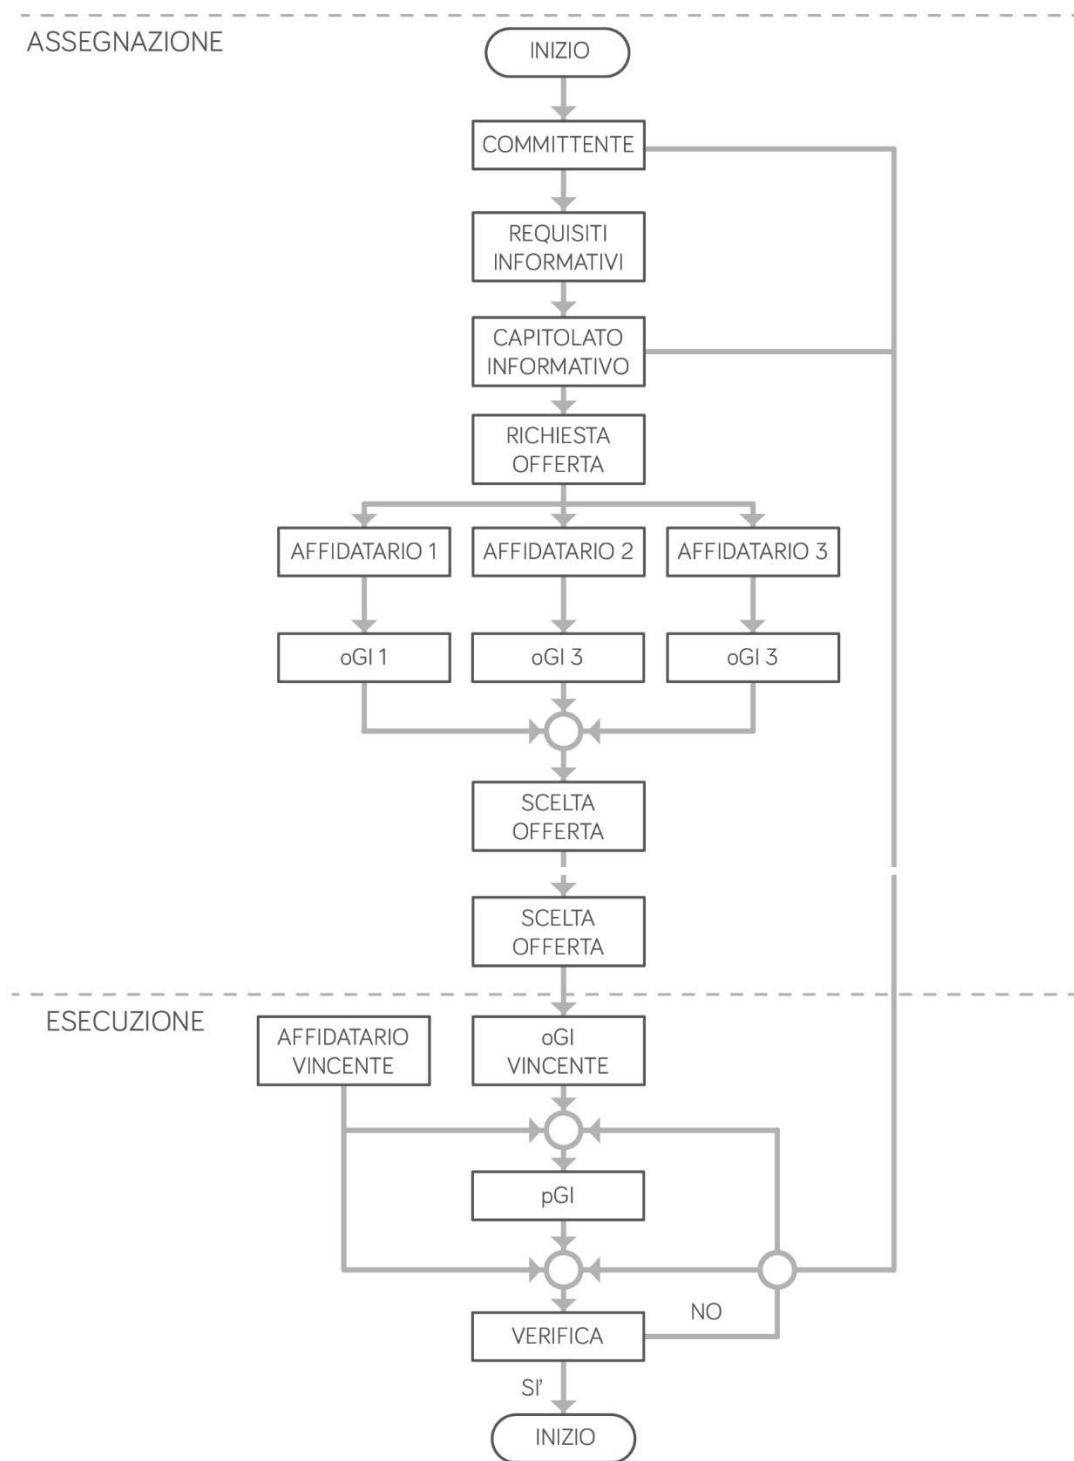 ASSEGNAZIONE
INIZIO
COMMITTENTE
REQUISITI
INFORMATIVI
CAPITOLATO
INFORMATIVO
RICHIESTA
OFFERTA
AFFIDATARIO 1
AFFIDATARIO 2
AFFIDATARIO 3
oGI 1
oGI 3
oGI 3
SCELTA
OFFERTA
SCELTA
OFFERTA
ESECUZIONE
AFFIDATARIO
VINCENTE
oGI
VINCENTE
pGI
NO
VERIFICA
SI'
INIZIO